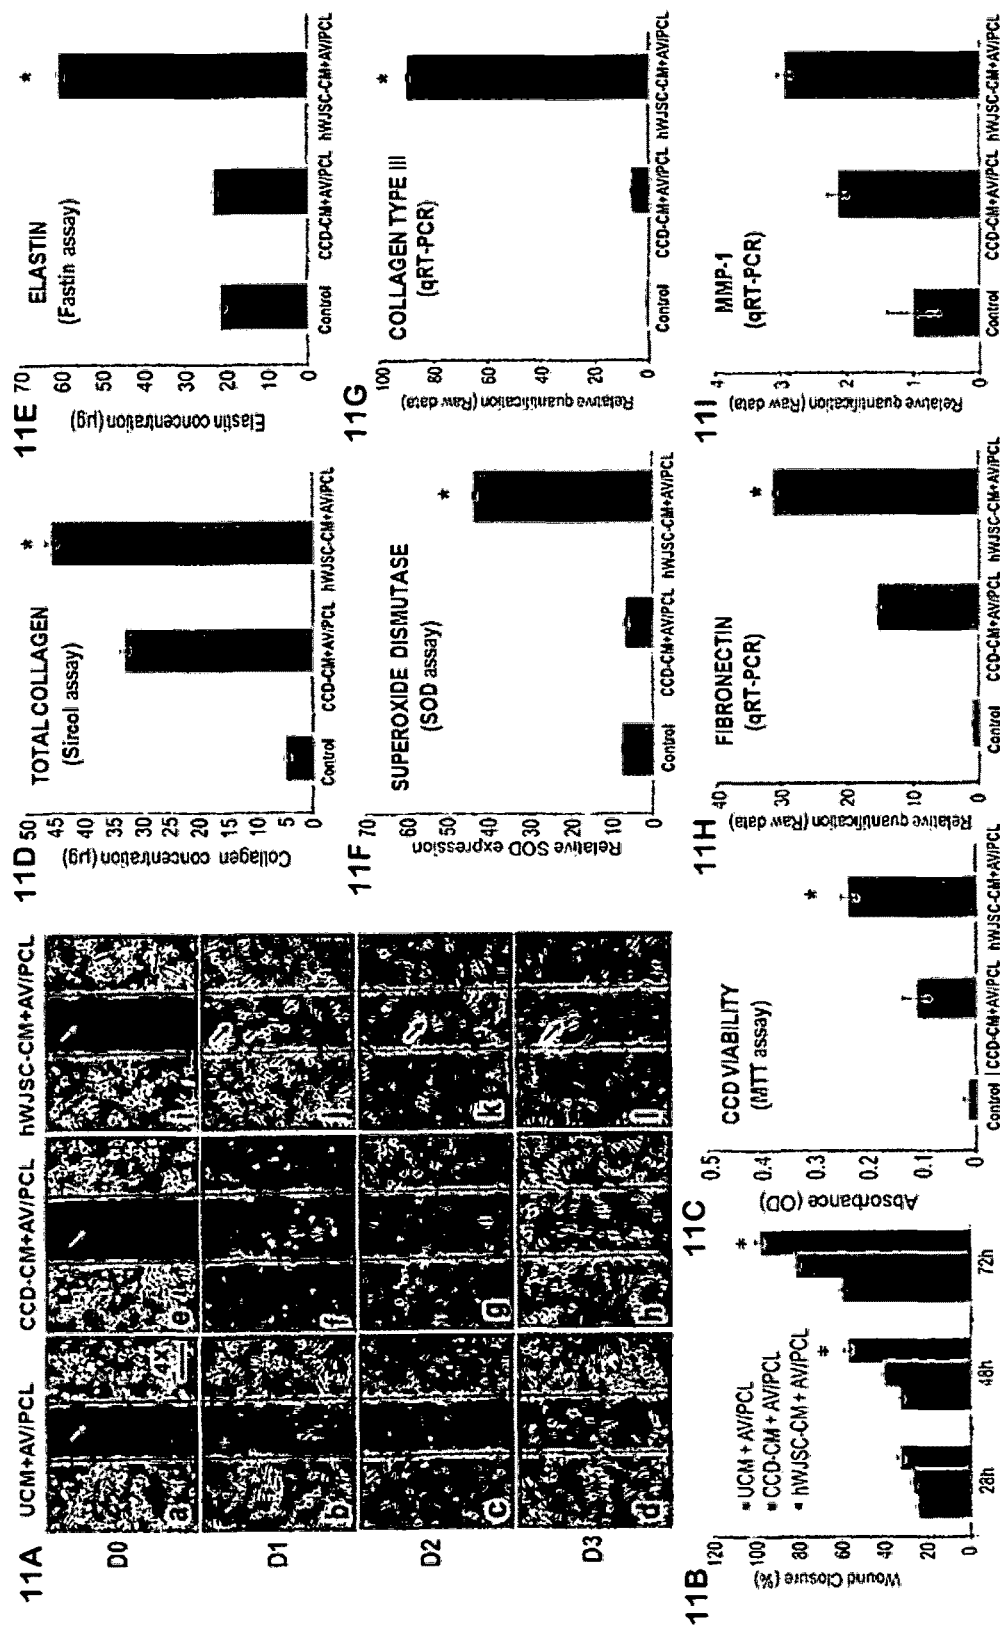 11A
UCM+AV/PCL CCD-CM+AV/PCL hWJSC-CM+AV/PCL
D0
a
4X
e
i
D1
b
f
j
D2
c
g
k
D3
d
h
l
11B
Wound Closure (%)
120
100
80
60
40
20
0
UCM + AV/PCL
CCD-CM + AV/PCL
hWJSC-CM + AV/PCL
*
*
28h 48h 72h
11C
CCD VIABILITY
(MTT assay)
Absorbance (OD)
0.5
0.4
0.3
0.2
0.1
0
*
Control CCD-CM+AV/PCL hWJSC-CM+AV/PCL
11D
TOTAL COLLAGEN
(Sircol assay)
Collagen concentration (µg)
50
45
35
25
15
5
0
*
Control CCD-CM+AV/PCL hWJSC-CM+AV/PCL
11E
ELASTIN
(Fastin assay)
Elastin concentration (µg)
70
60
50
40
30
20
10
0
*
Control CCD-CM+AV/PCL hWJSC-CM+AV/PCL
11F
SUPEROXIDE DISMUTASE
(SOD assay)
Relative SOD expression
70
60
40
20
0
*
Control CCD-CM+AV/PCL hWJSC-CM+AV/PCL
11G
COLLAGEN TYPE III
(qRT-PCR)
Relative quantification (Raw data)
100
80
60
40
20
0
*
Control CCD-CM+AV/PCL hWJSC-CM+AV/PCL
11H
FIBRONECTIN
(qRT-PCR)
Relative quantification (Raw data)
40
30
20
10
0
*
Control CCD-CM+AV/PCL hWJSC-CM+AV/PCL
11I
MMP-1
(qRT-PCR)
Relative quantification (Raw data)
4
3
2
1
0
Control CCD-CM+AV/PCL hWJSC-CM+AV/PCL